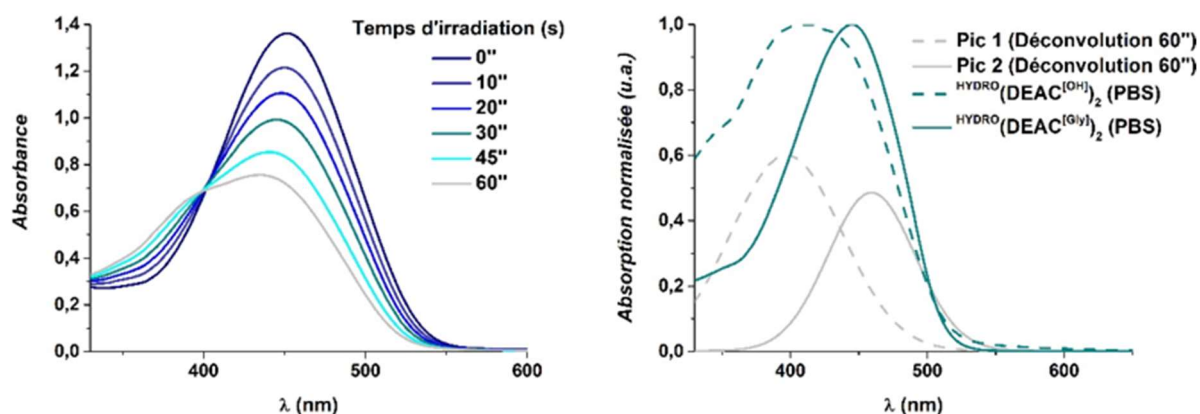 Temps d'irradiation (s)
0"
10"
20"
30"
45"
60"
1,4
1,2
1,0
0,8
0,6
0,4
0,2
0,0
Absorbance
400
500
600
λ (nm)
Pic 1 (Déconvolution 60")
Pic 2 (Déconvolution 60")
HYDRO(DEAC[OH])2 (PBS)
HYDRO(DEAC[Gly])2 (PBS)
1,0
0,8
0,6
0,4
0,2
0,0
Absorption normalisée (u.a.)
400
500
600
λ (nm)